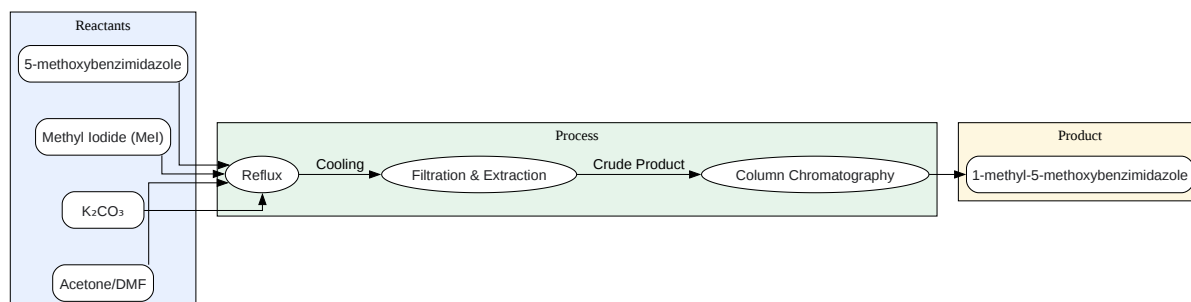 Reactants
5-methoxybenzimidazole
Methyl Iodide (MeI)
K₂CO₃
Acetone/DMF
Process
Reflux
Cooling
Filtration & Extraction
Crude Product
Column Chromatography
Product
1-methyl-5-methoxybenzimidazole